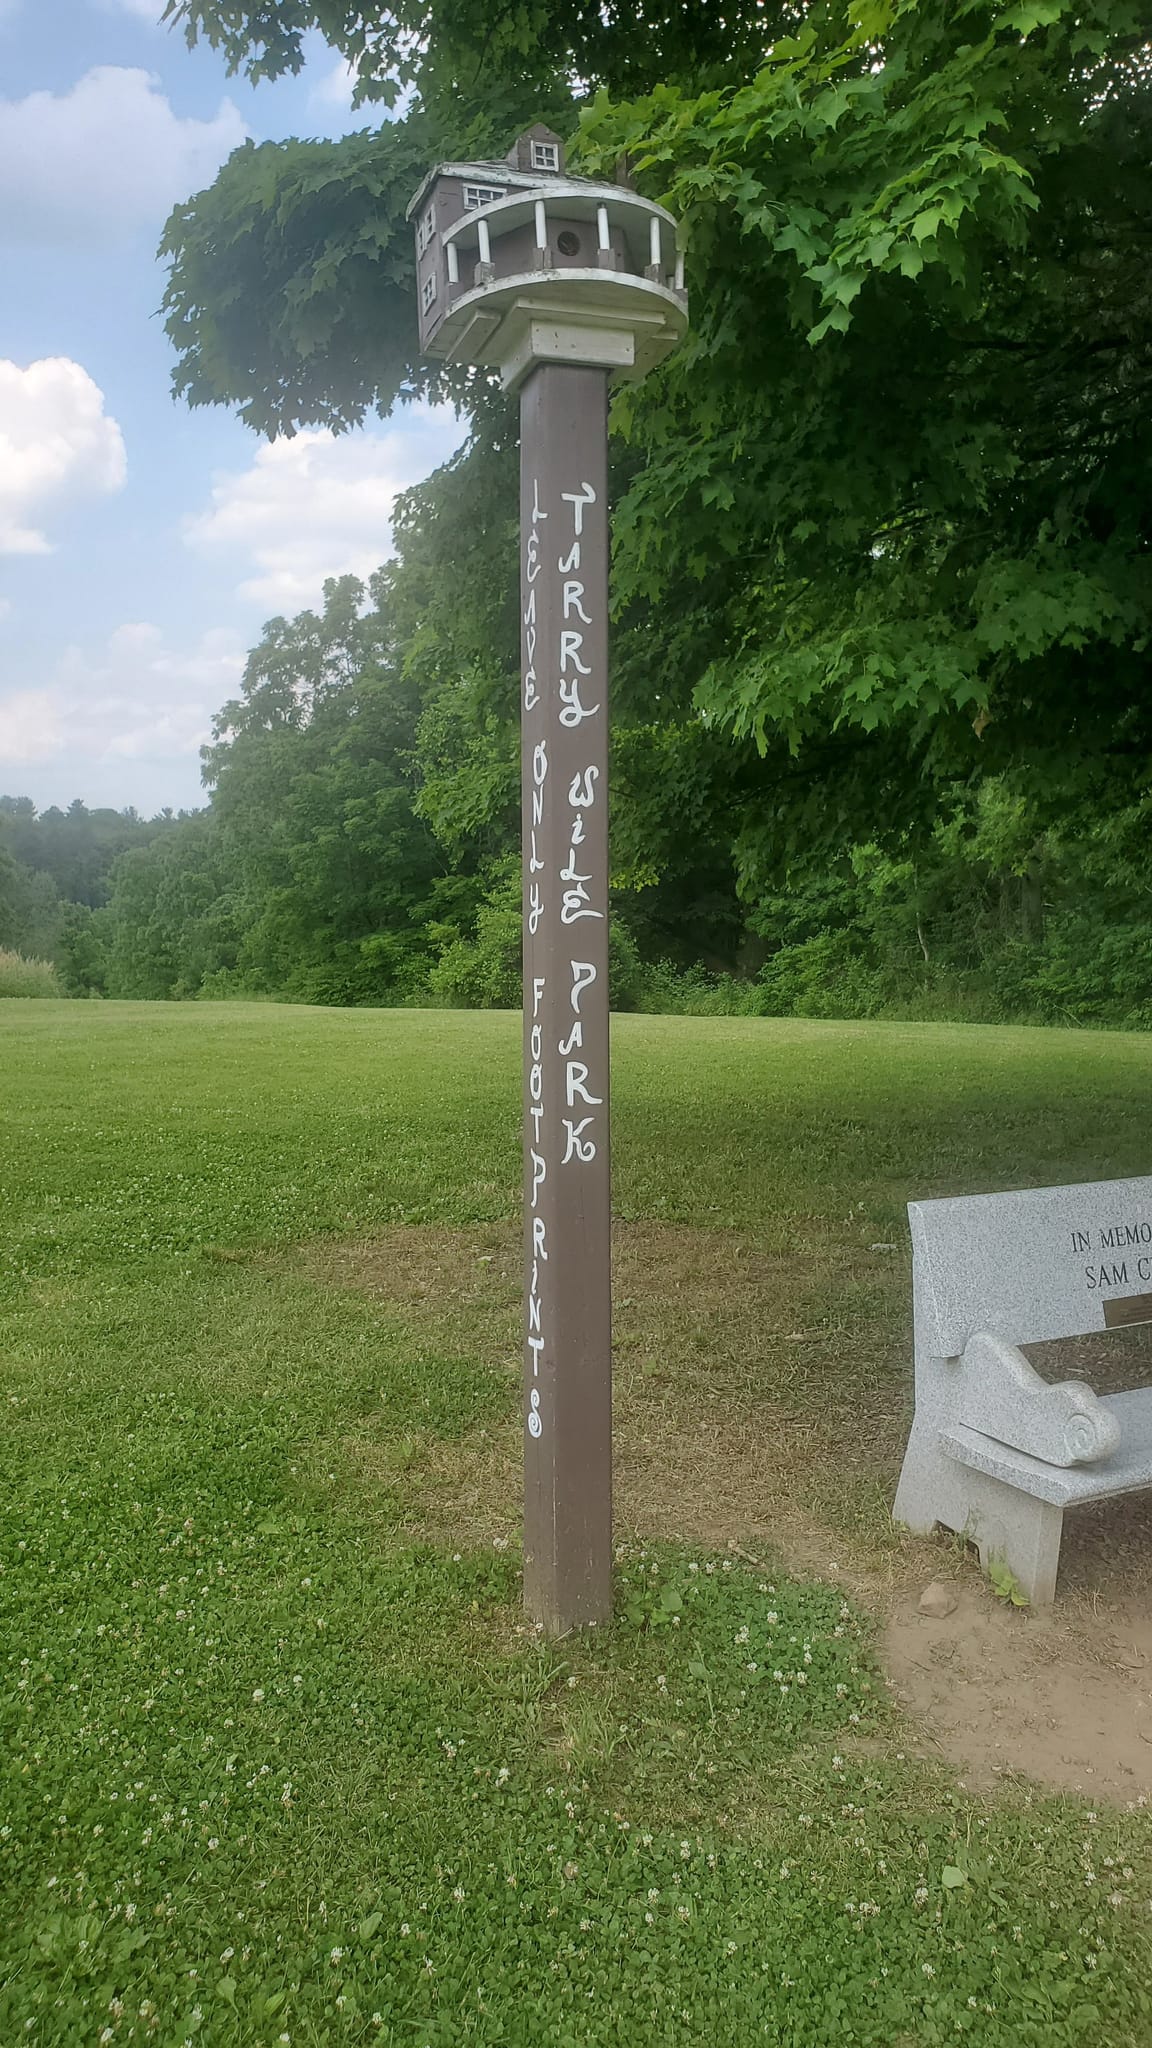 LEAVE ONLY FOOTPRINTS
TARRY WiLE PARK
IN MEMO
SAM C